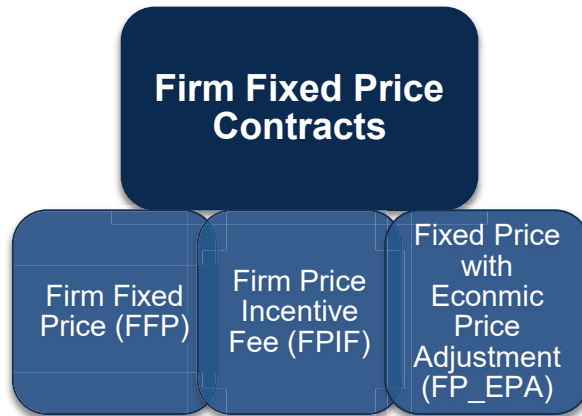 Firm Fixed Price
Contracts
Firm Fixed
Price (FFP)
Firm Price
Incentive
Fee (FPIF)
Fixed Price
with
Econmic
Price
Adjustment
(FP_EPA)